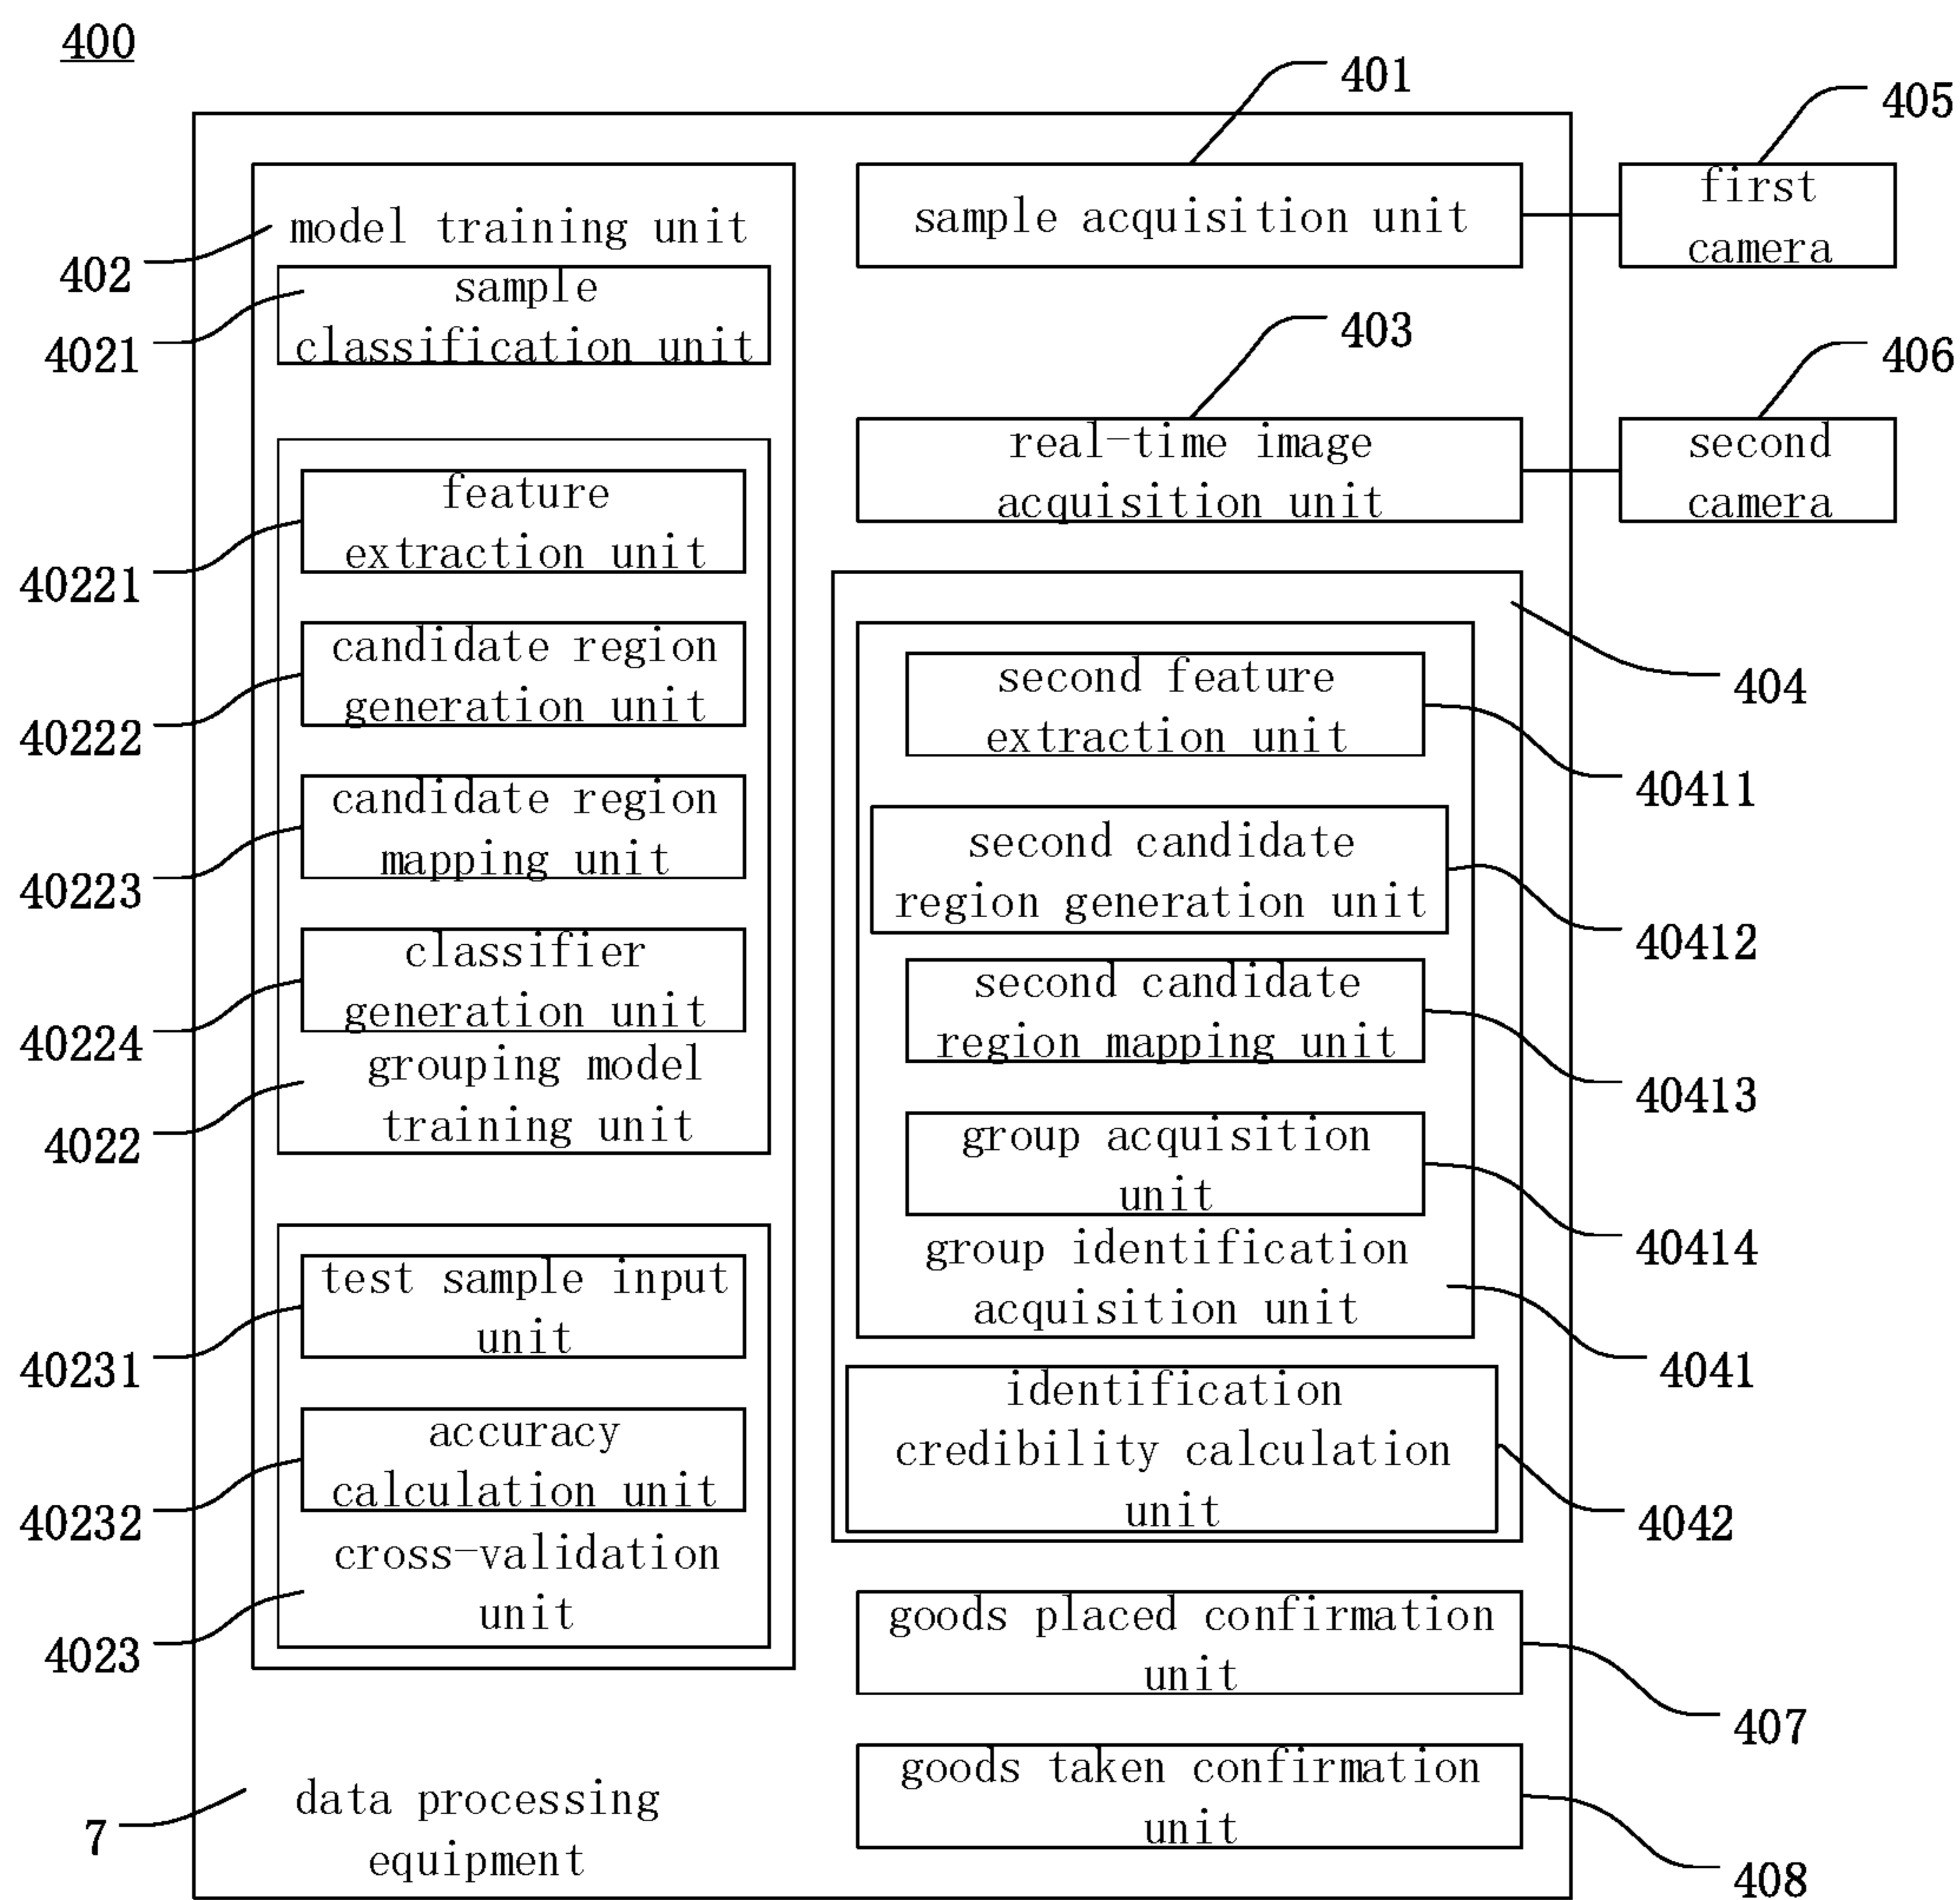 400
401
405
sample acquisition unit
first
camera
model training unit
402
sample
classification unit
4021
403
406
real-time image
acquisition unit
second
camera
feature
extraction unit
40221
candidate region
generation unit
40222
candidate region
mapping unit
40223
classifier
generation unit
40224
grouping model
training unit
4022
404
second feature
extraction unit
40411
second candidate
region generation unit
40412
second candidate
region mapping unit
40413
group acquisition
unit
40414
group identification
acquisition unit
4041
test sample input
unit
40231
accuracy
calculation unit
40232
cross-validation
unit
4023
identification
credibility calculation
unit
4042
goods placed confirmation
unit
407
goods taken confirmation
unit
408
data processing
equipment
7